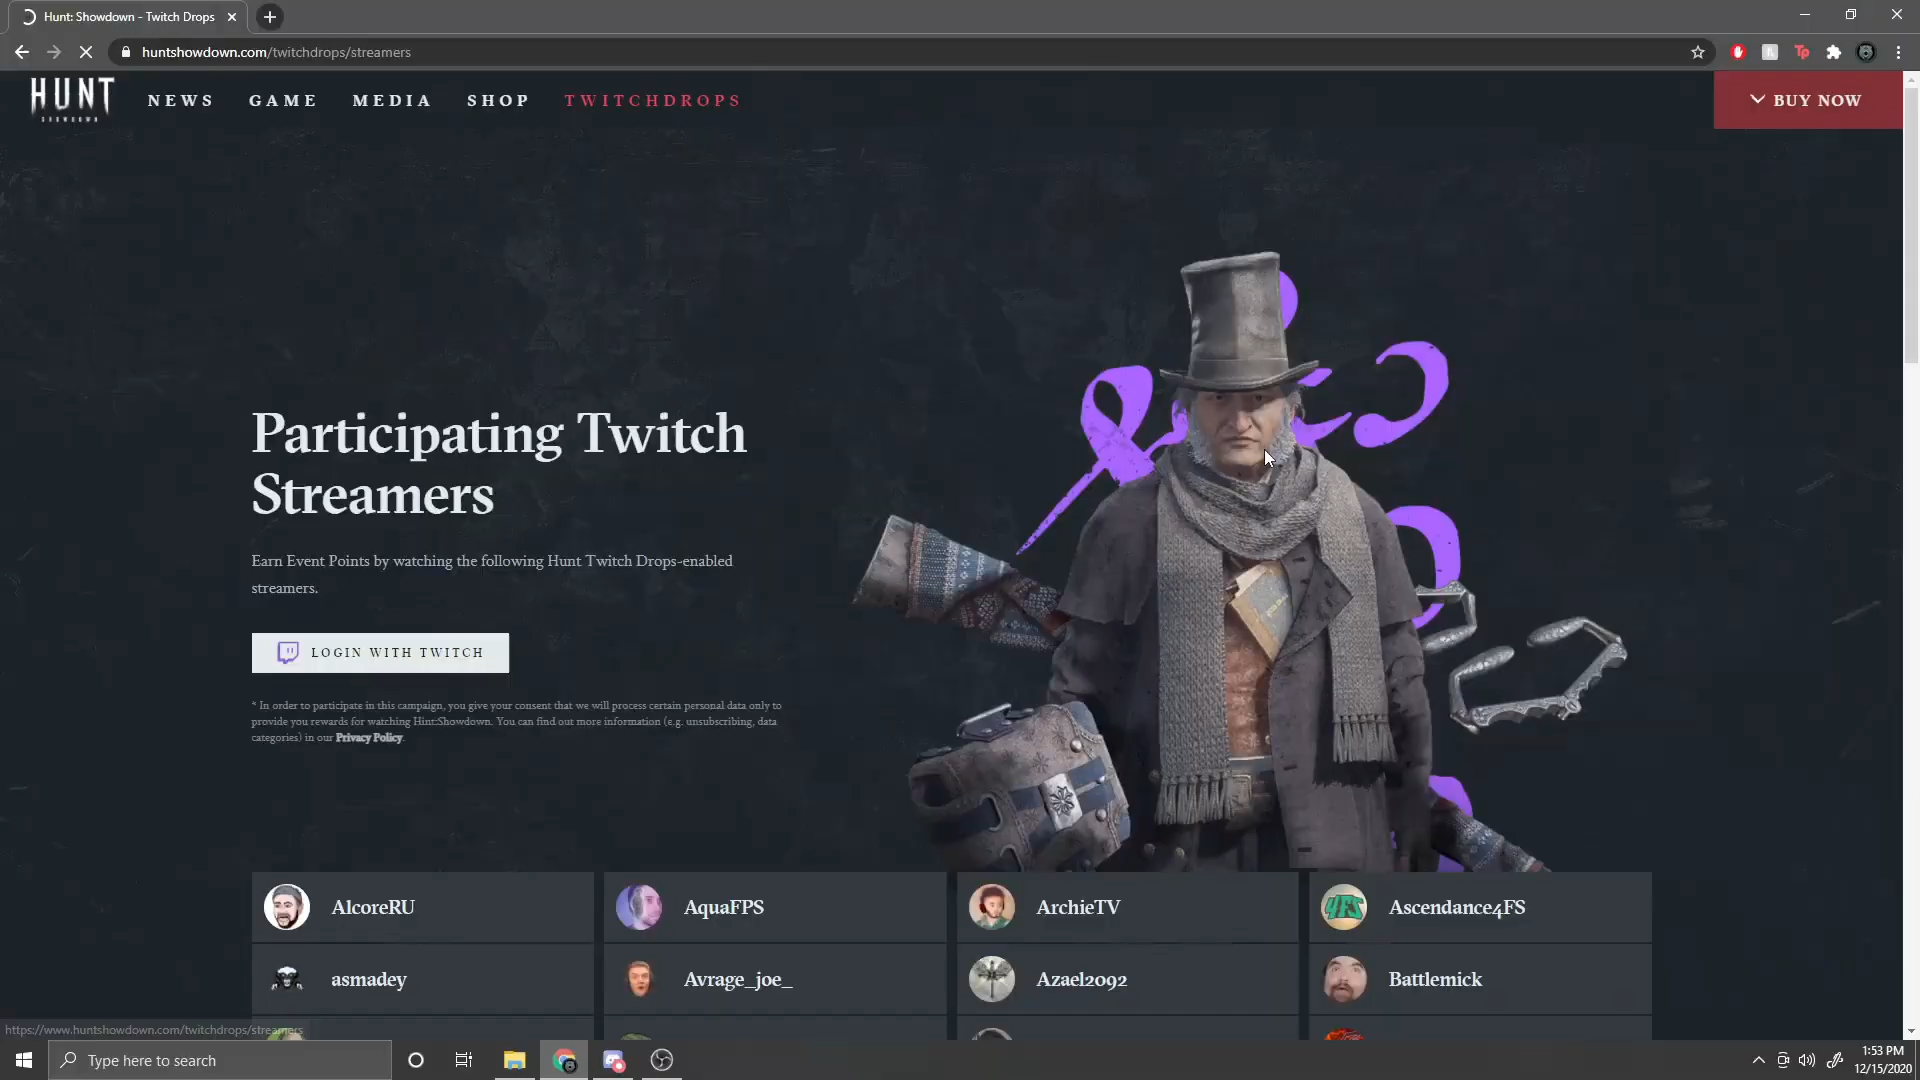 Hunt: Showdown - Twitch Drops
huntshowdown.com/twitchdrops/streamers
HUNT
SHOWDOWN
NEWS GAME MEDIA SHOP TWITCHDROPS
BUY NOW
Participating Twitch
Streamers
Earn Event Points by watching the following Hunt Twitch Drops-enabled
streamers.
LOGIN WITH TWITCH
* In order to participate in this campaign, you give your consent that we will process certain personal data only to
provide you rewards for watching Hint:Showdown. You can find out more information (e.g. unsubscribing, data
categories) in our Privacy Policy.
AlcoreRU AquaFPS ArchieTV 4FS Ascendance4FS
asmadey Avrage_joe_ Azael2092 Battlemick
https://www.huntshowdown.com/twitchdrops/streamers
Type here to search
1:53 PM
12/15/2020